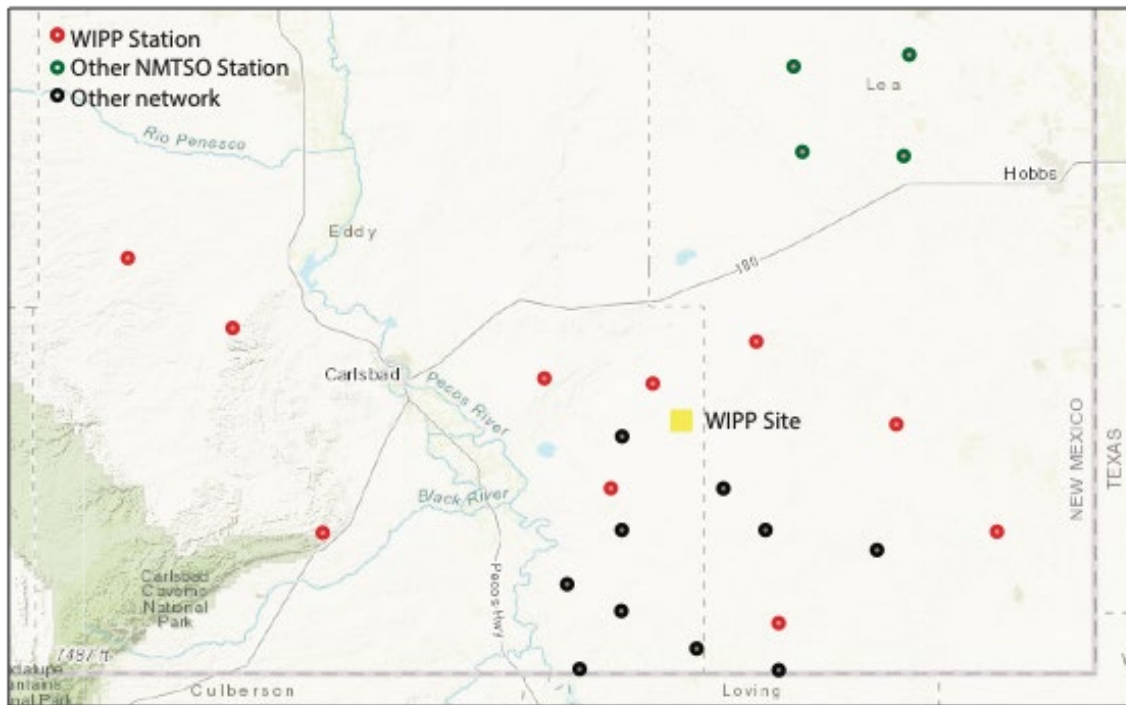 WIPP Station
Other NMTSO Station
Other network
Lea
Rio Penasco
Hobbs
Eddy
180
Carlsbad
Pecos River
WIPP Site
NEW MEXICO
TEXAS
Black River
Pecos Hwy
Carlsbad
Caverns
National
Park
7487 ft
Culberson
Loving